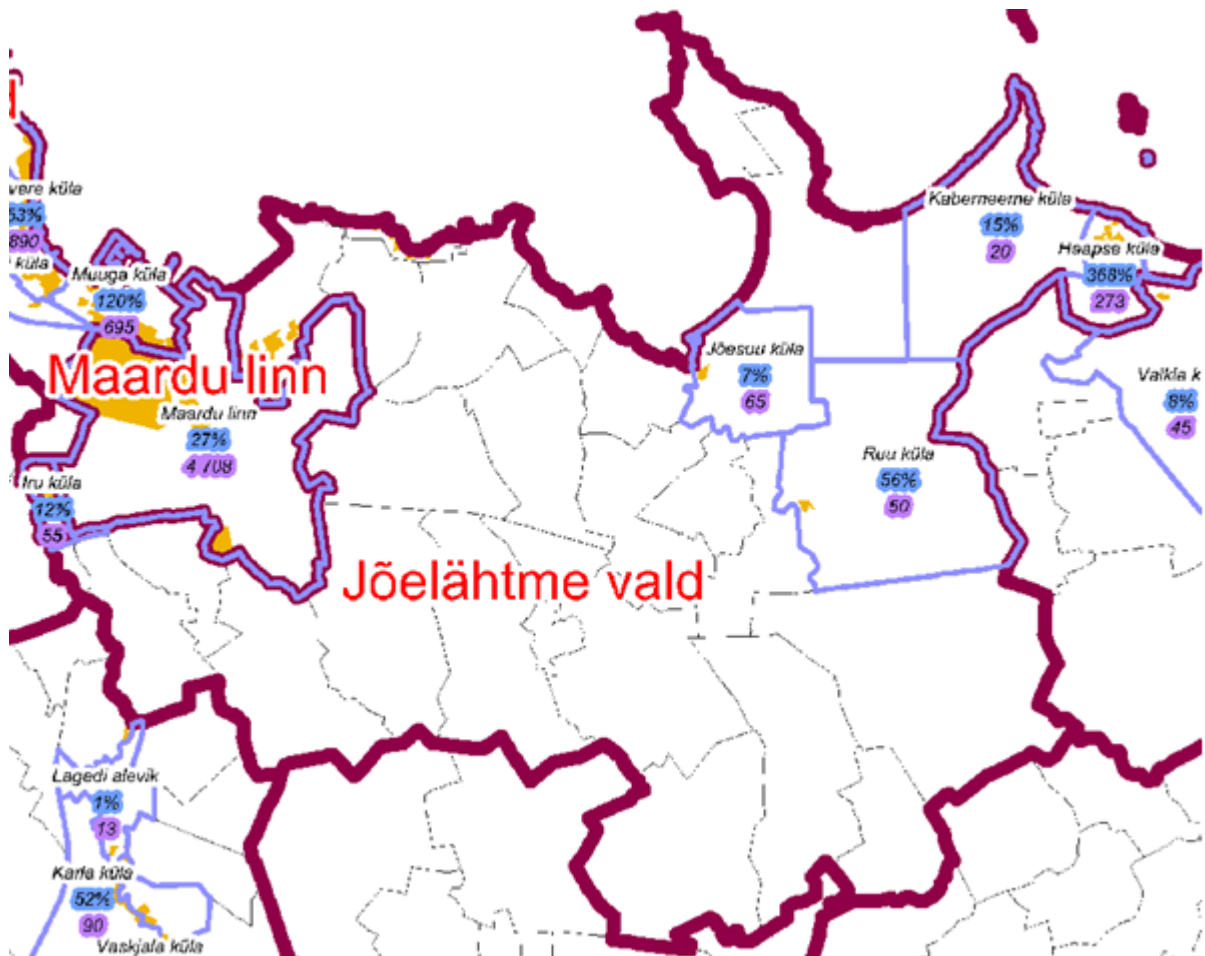 vere küla
53%
890
küla
Muuga küla
120%
695
Maardu linn
Maardu linn
27%
4 708
Iru küla
12%
55
Jõelähtme vald
Kaberneeme küla
15%
20
Haapse küla
368%
273
Jõesuu küla
7%
65
Valkla k
8%
45
Ruu küla
56%
50
Lagedi alevik
1%
13
Karla küla
52%
90
Vaskjala küla